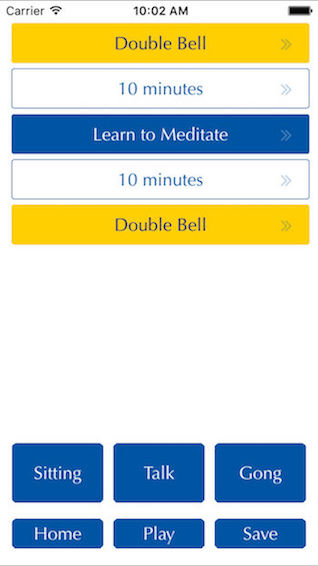 Carrier 10:02 AM
Double Bell
10 minutes
Learn to Meditate
10 minutes
Double Bell
Sitting Talk Gong
Home Play Save